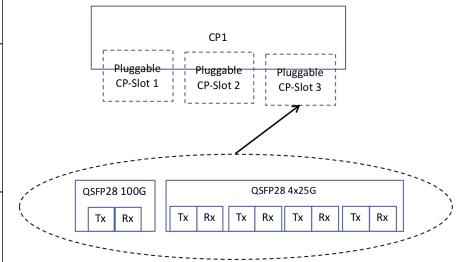 CP1
Pluggable
CP-Slot 1
Pluggable
CP-Slot 2
Pluggable
CP-Slot 3
QSFP28 100G
Tx Rx
QSFP28 4x25G
Tx Rx Tx Rx Tx Rx Tx Rx